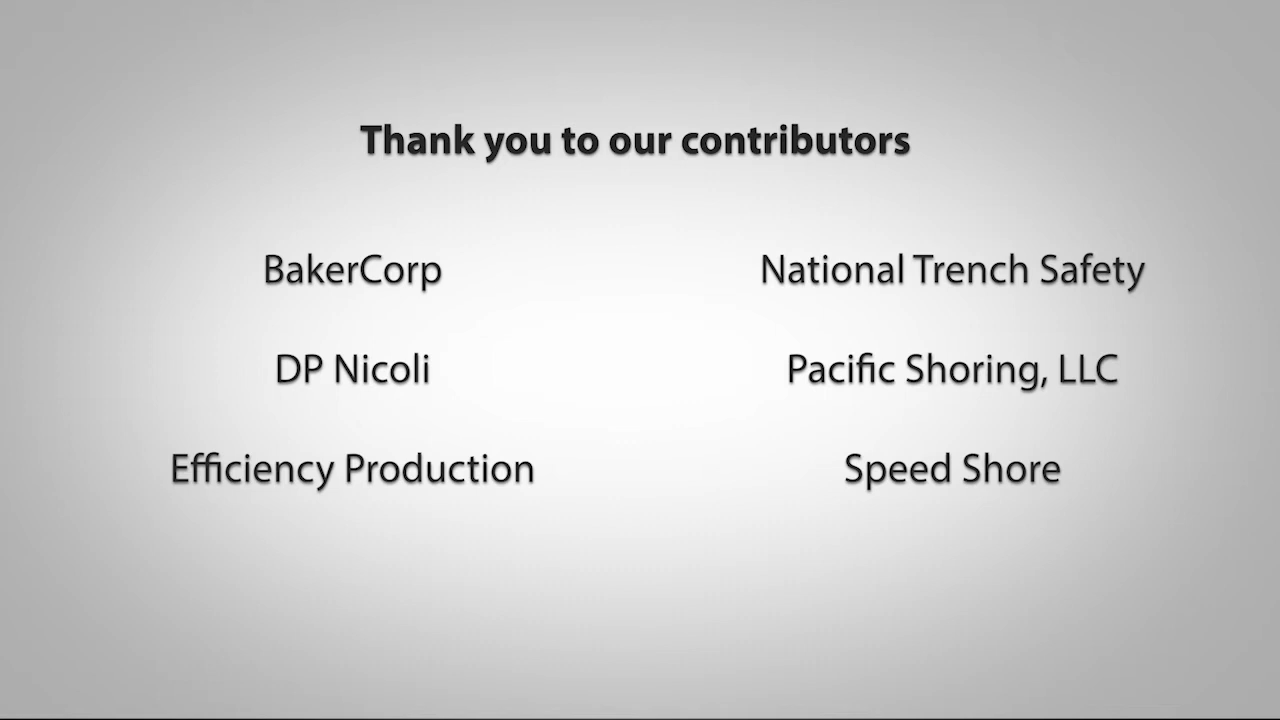 Thank you to our contributors
BakerCorp
National Trench Safety
DP Nicoli
Pacific Shoring, LLC
Efficiency Production
Speed Shore